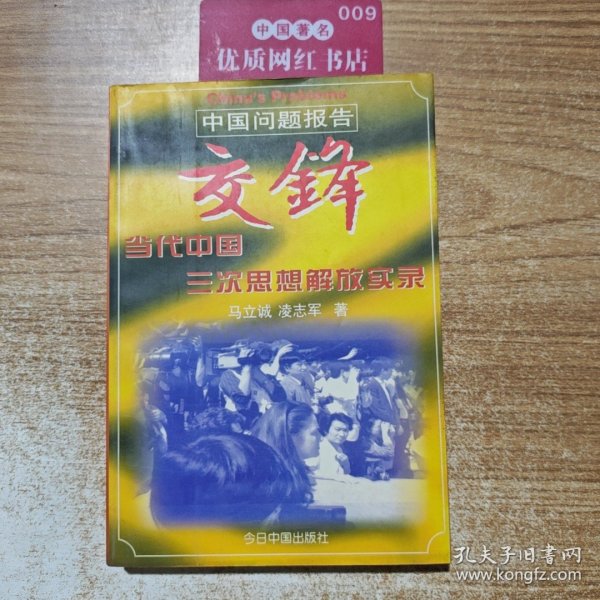 009
中国著名
优质网红书店
China's Problems
中国问题报告
交鋒
当代中国
三次思想解放实录
马立诚 凌志军 著
今日中国出版社
孔夫子旧书网
www.kongfz.com